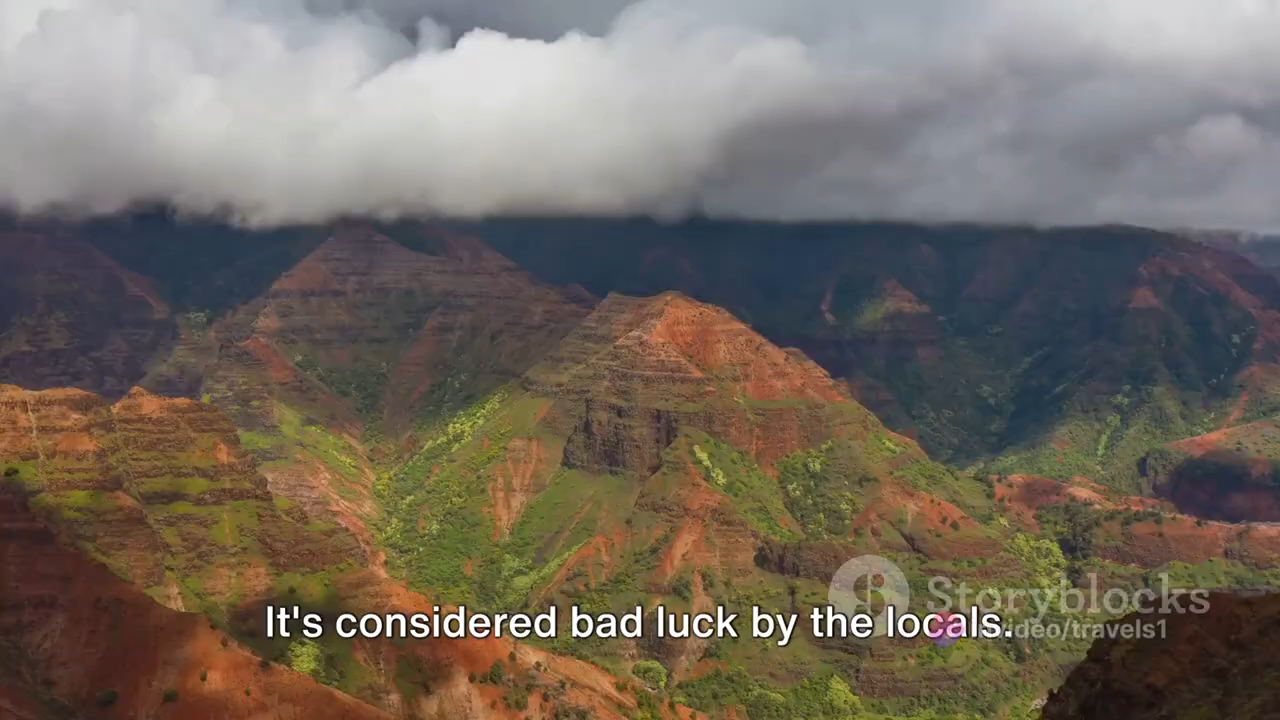 Storyblocks
It's considered bad luck by the locals.
video/travels1